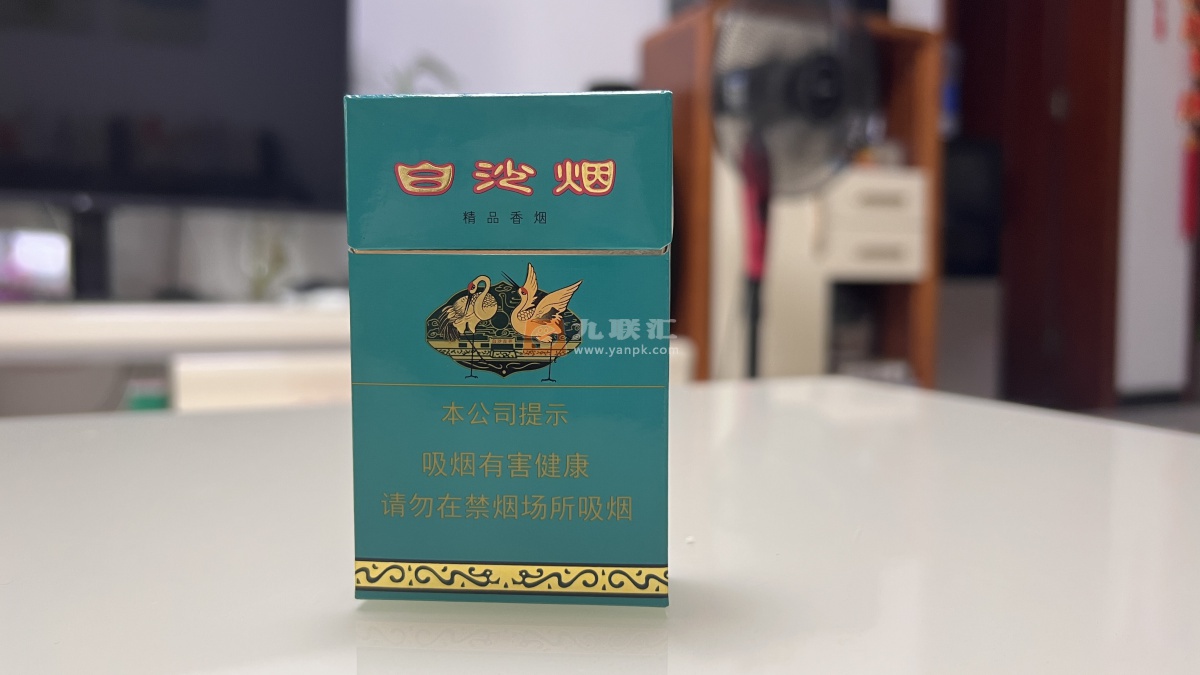 白沙烟
精品香烟
九联汇
www.yanpk.com
本公司提示
吸烟有害健康
请勿在禁烟场所吸烟